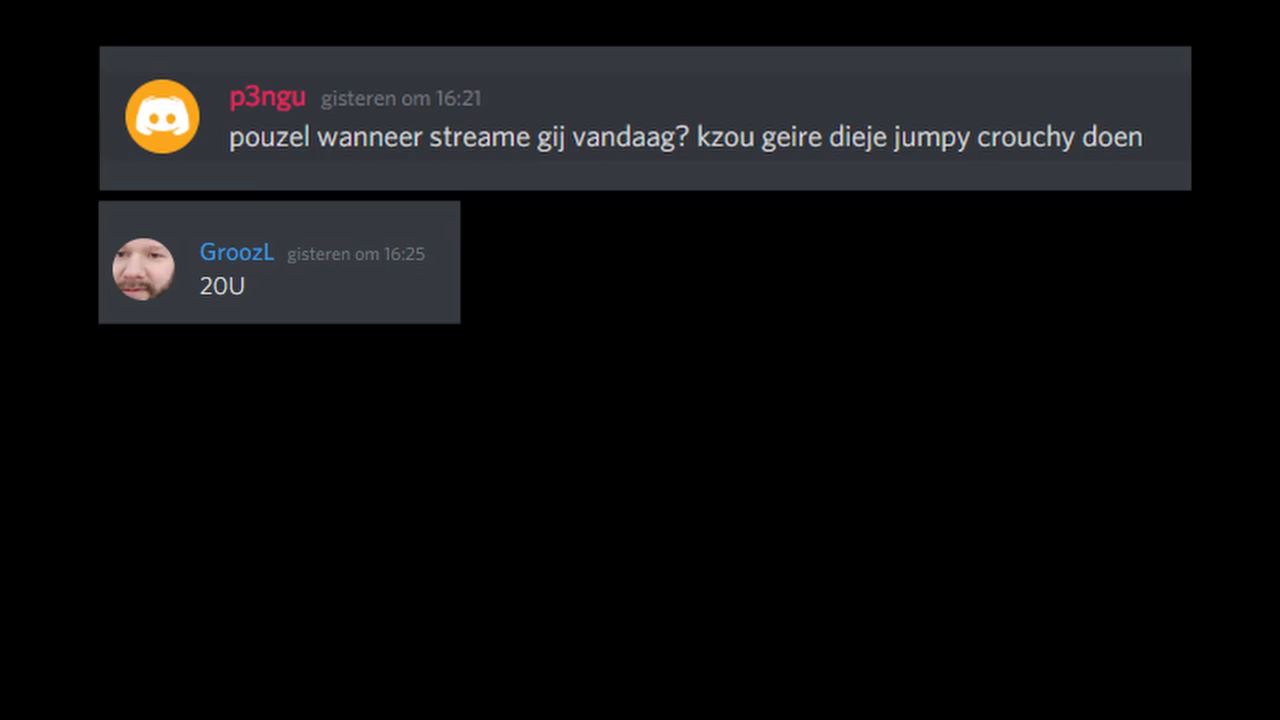 p3ngu gisteren om 16:21
pouzel wanneer streame gij vandaag? kzou geire dieje jumpy crouchy doen
GroozL gisteren om 16:25
20U